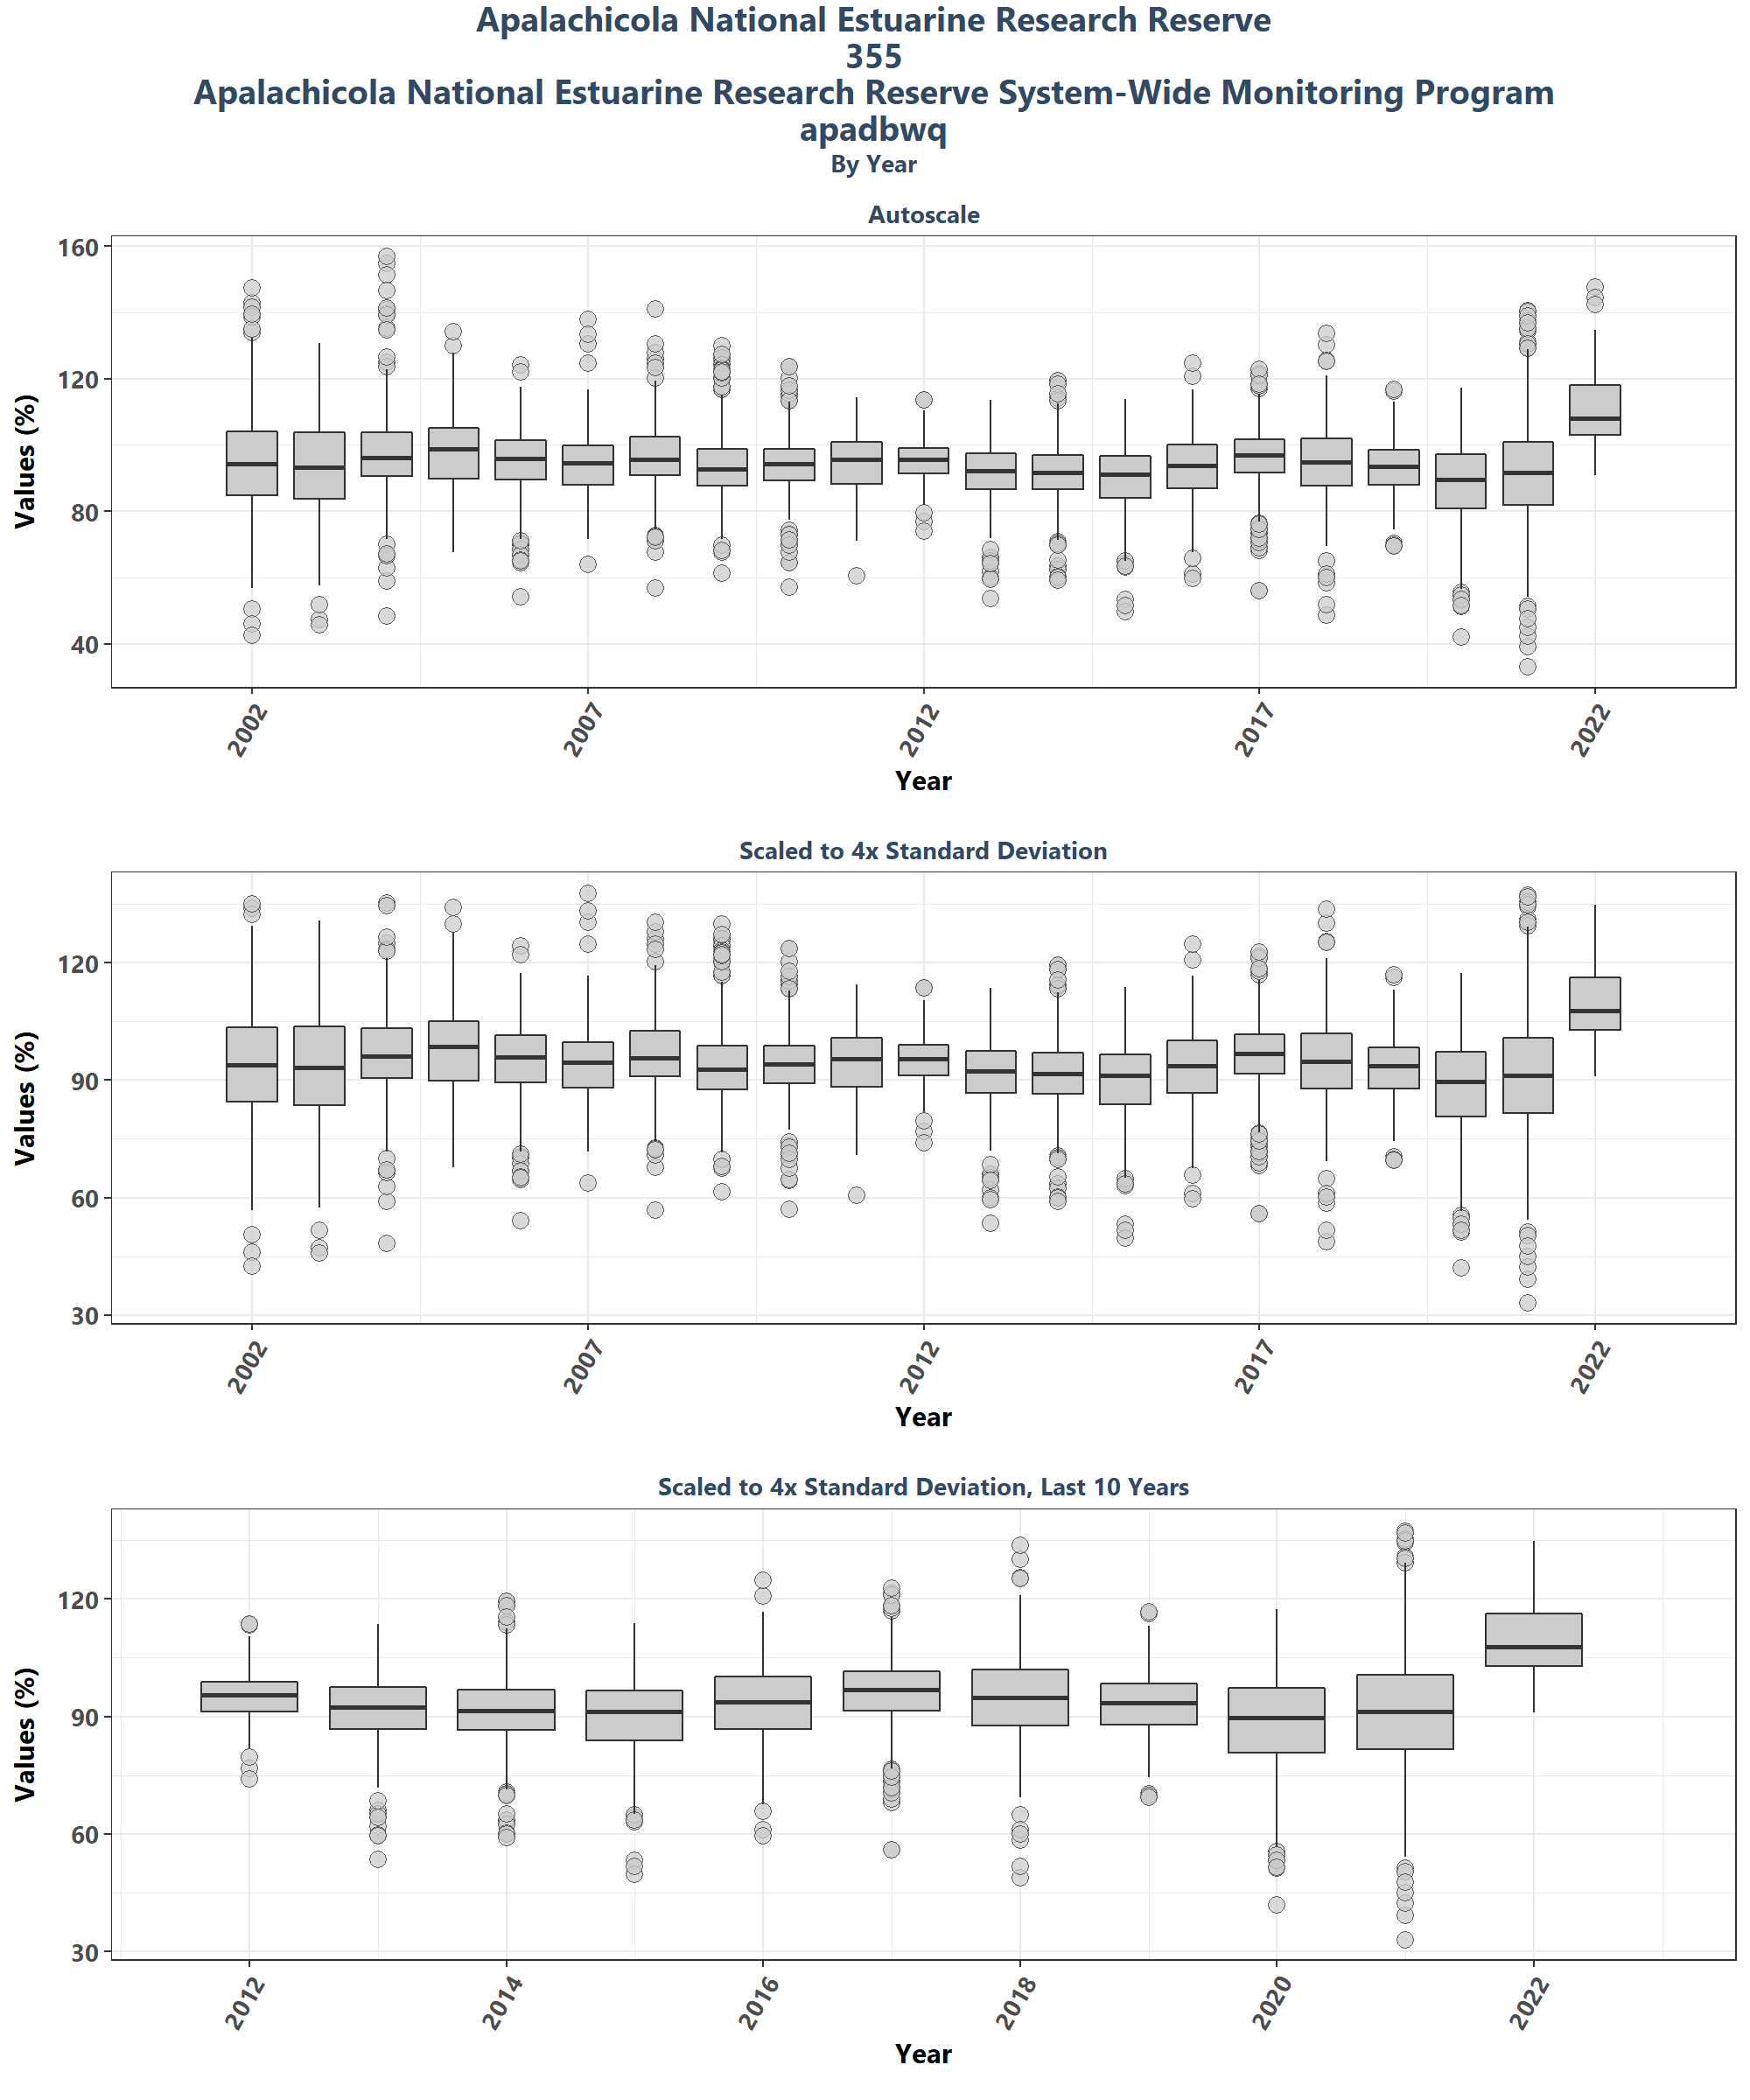 Apalachicola National Estuarine Research Reserve
355
Apalachicola National Estuarine Research Reserve System-Wide Monitoring Program
apadbwq
By Year
Autoscale
Values (%)
160
120
80
40
2002
2007
2012
2017
2022
Year
Scaled to 4x Standard Deviation
Values (%)
120
90
60
30
2002
2007
2012
2017
2022
Year
Scaled to 4x Standard Deviation, Last 10 Years
Values (%)
120
90
60
30
2012
2014
2016
2018
2020
2022
Year